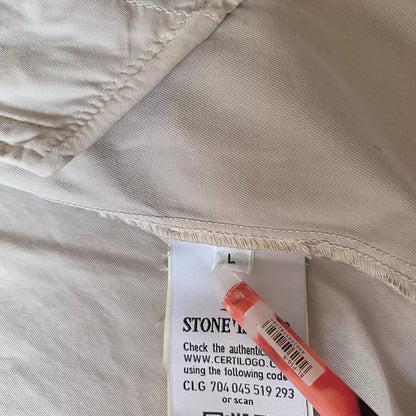 L
STONE
Check the authentic
WWW.CERTILOGO.
using the following code
CLG 704 045 519 293
or scan